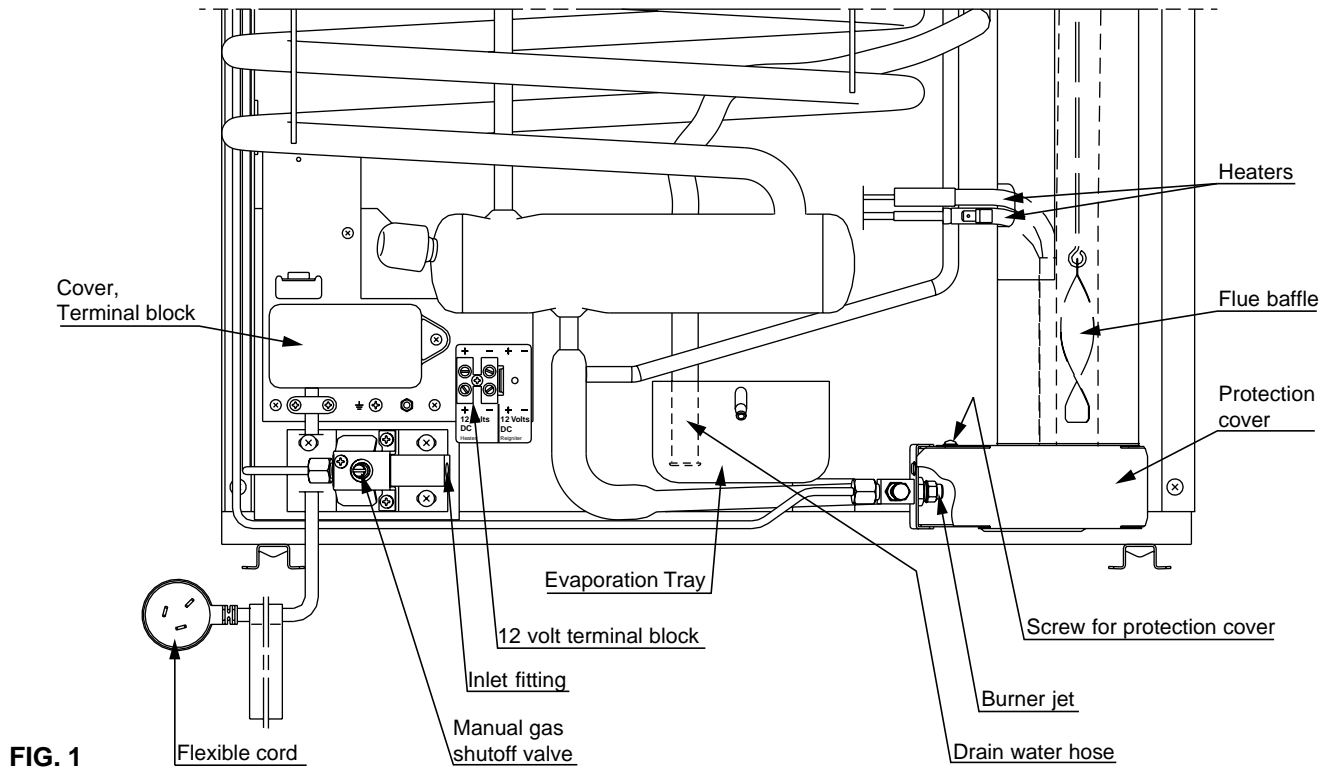 Heaters
Cover,
Terminal block
Flue baffle
+ − + −
Protection
cover
+ − + −
12 Volts 12 Volts
DC DC
Heater Reigniter
Evaporation Tray
12 volt terminal block
Screw for protection cover
Inlet fitting
Burner jet
Manual gas
shutoff valve
Flexible cord
Drain water hose
FIG. 1